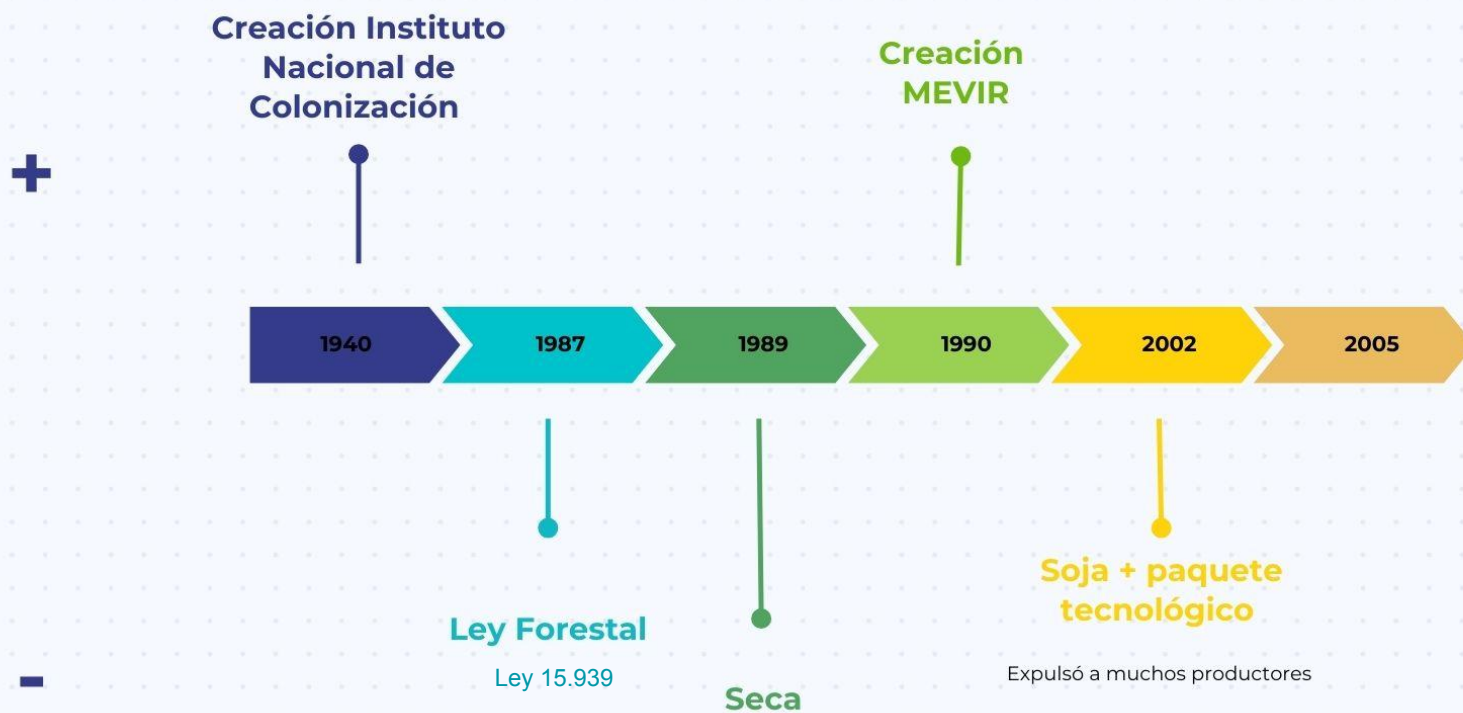 Creación Instituto
Nacional de
Colonización
Creación
MEVIR
+
1940
1987
1989
1990
2002
2005
Ley Forestal
Ley 15.939
Seca
Soja + paquete
tecnológico
Expulsó a muchos productores
-